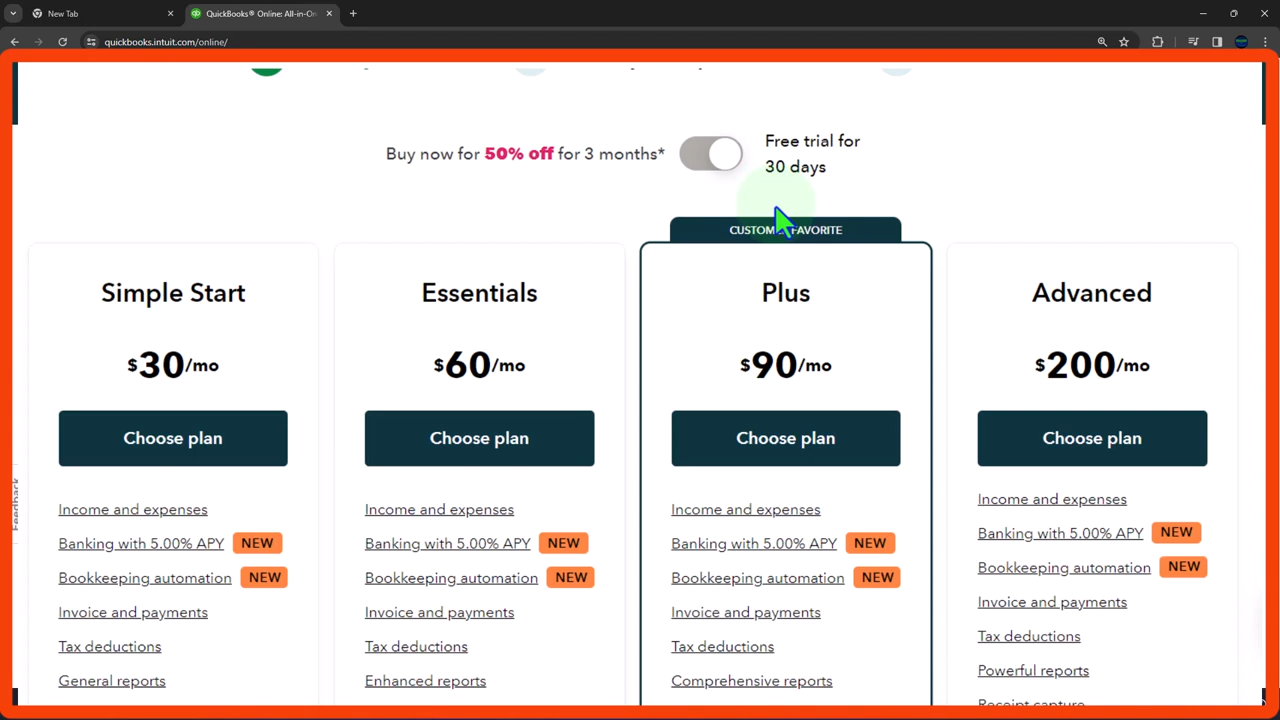 New Tab
QuickBooks® Online: All-in-On
quickbooks.intuit.com/online/
Buy now for 50% off for 3 months*
Free trial for
30 days
FAVORITE
Simple Start
Essentials
Plus
Advanced
$30/mo
$60/mo
$90/mo
$200/mo
Choose plan
Choose plan
Choose plan
Choose plan
Income and expenses
Banking with 5.00% APY NEW
Bookkeeping automation NEW
Invoice and payments
Tax deductions
General reports
Income and expenses
Banking with 5.00% APY NEW
Bookkeeping automation NEW
Invoice and payments
Tax deductions
Enhanced reports
Income and expenses
Banking with 5.00% APY NEW
Bookkeeping automation NEW
Invoice and payments
Tax deductions
Comprehensive reports
Income and expenses
Banking with 5.00% APY NEW
Bookkeeping automation NEW
Invoice and payments
Tax deductions
Powerful reports
Receipt capture
Feedback